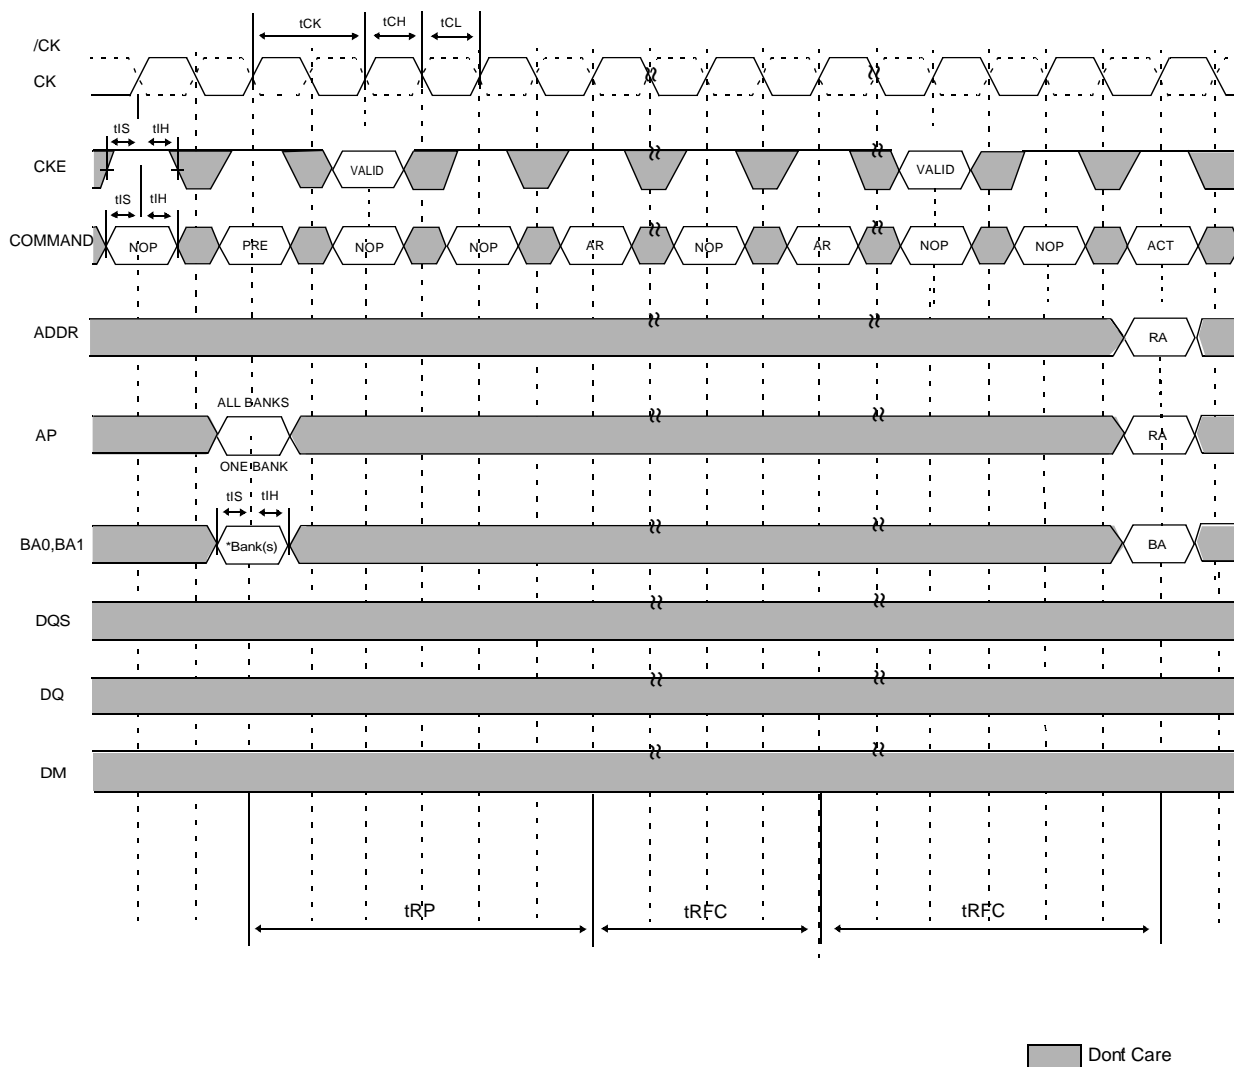 tCK tCH tCL
/CK
CK
tIS tIH
CKE VALID VALID
tIS tIH
COMMAND NOP PRE NOP NOP AR NOP AR NOP NOP ACT
ADDR RA
ALL BANKS
AP RA
ONE BANK
tIS tIH
BA0,BA1 *Bank(s) BA
DQS
DQ
DM
tRP tRFC tRFC
Dont Care